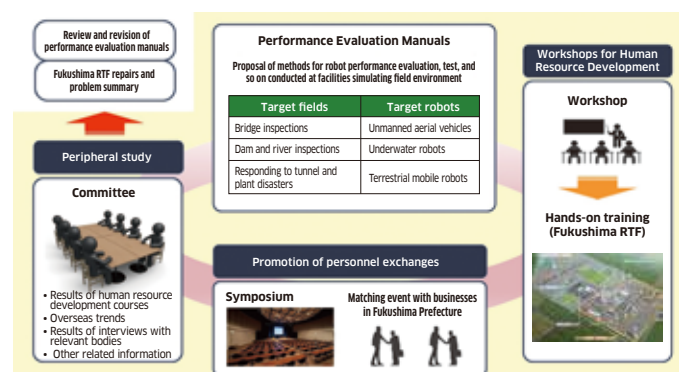 Review and revision of
performance evaluation manuals
Fukushima RTF repairs and
problem summary
Peripheral study
Committee
• Results of human resource
development courses
• Overseas trends
• Results of interviews with
relevant bodies
• Other related information
Performance Evaluation Manuals
Proposal of methods for robot performance evaluation, test, and
so on conducted at facilities simulating field environment
Target fields Target robots
Bridge inspections Unmanned aerial vehicles
Dam and river inspections Underwater robots
Responding to tunnel and
plant disasters Terrestrial mobile robots
Promotion of personnel exchanges
Symposium
Matching event with businesses
in Fukushima Prefecture
Workshops for Human
Resource Development
Workshop
Hands-on training
(Fukushima RTF)